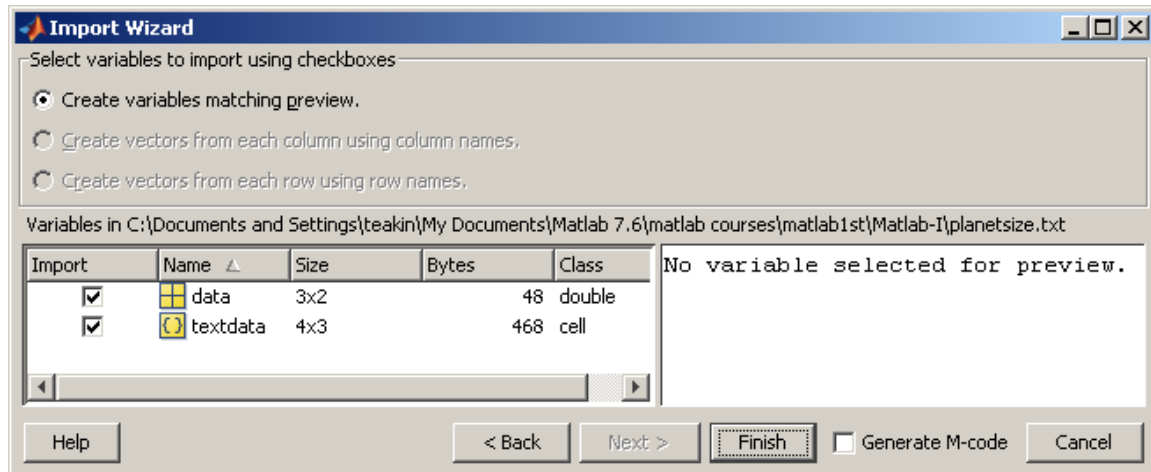 Import Wizard
Select variables to import using checkboxes
Create variables matching preview.
Create vectors from each column using column names.
Create vectors from each row using row names.
Variables in C:\Documents and Settings\teakin\My Documents\Matlab 7.6\matlab courses\matlab1st\Matlab-I\planetsize.txt
Import Name Size Bytes Class
data 3x2 48 double
textdata 4x3 468 cell
No variable selected for preview.
Help < Back Next > Finish Generate M-code Cancel